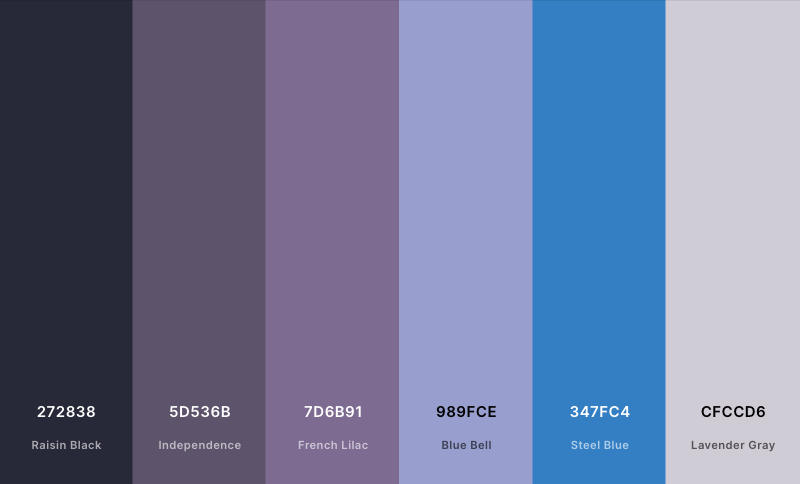 272838
Raisin Black
5D536B
Independence
7D6B91
French Lilac
989FCE
Blue Bell
347FC4
Steel Blue
CFCCD6
Lavender Gray